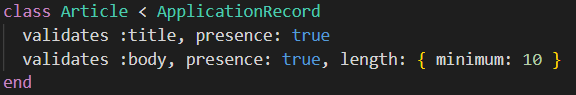 class Article < ApplicationRecord
  validates :title, presence: true
  validates :body, presence: true, length: { minimum: 10 }
end